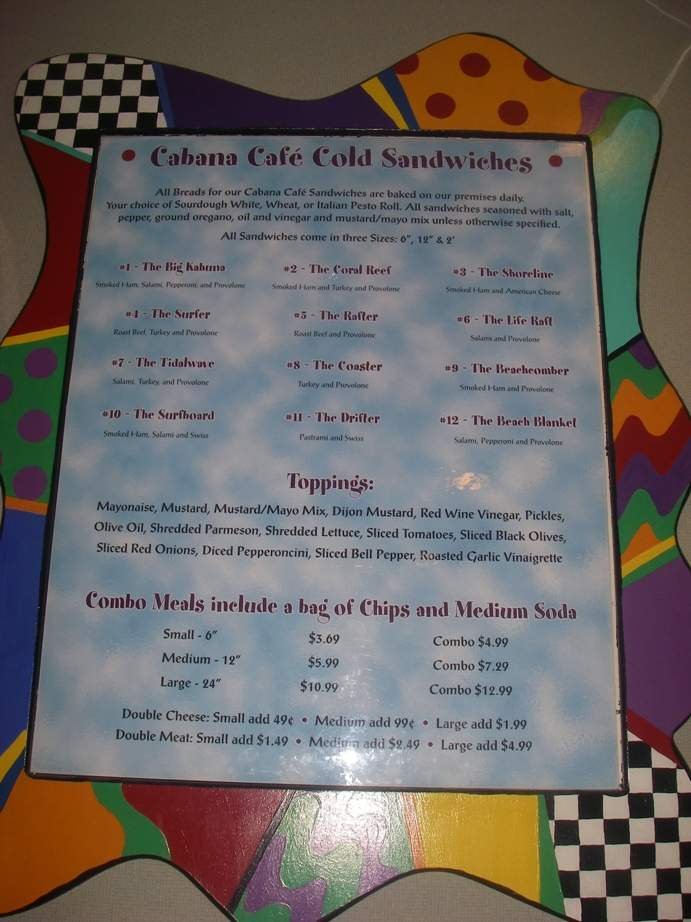 • Cabana Café Cold Sandwiches •
All Breads for our Cabana Café Sandwiches are baked on our premises daily.
Your choice of Sourdough White, Wheat, or Italian Pesto Roll. All sandwiches seasoned with salt,
pepper, ground oregano, oil and vinegar and mustard/mayo mix unless otherwise specified.
All Sandwiches come in three Sizes: 6", 12" & 2'
#1 - The Big Kahuna #2 - The Coral Reef #3 - The Shoreline
Smoked Ham, Salami, Pepperoni, and Provolone Smoked Ham and Turkey and Provolone Smoked Ham and American Cheese
#4 - The Surfer #5 - The Rafter #6 - The Life Raft
Roast Beef, Turkey and Provolone Roast Beef and Provolone Salami and Provolone
#7 - The Tidalwave #8 - The Coaster #9 - The Beachcomber
Salami, Turkey, and Provolone Turkey and Provolone Smoked Ham and Provolone
#10 - The Surfboard #11 - The Drifter #12 - The Beach Blanket
Smoked Ham, Salami and Swiss Pastrami and Swiss Salami, Pepperoni and Provolone
Toppings:
Mayonaise, Mustard, Mustard/Mayo Mix, Dijon Mustard, Red Wine Vinegar, Pickles,
Olive Oil, Shredded Parmeson, Shredded Lettuce, Sliced Tomatoes, Sliced Black Olives,
Sliced Red Onions, Diced Pepperoncini, Sliced Bell Pepper, Roasted Garlic Vinaigrette
Combo Meals include a bag of Chips and Medium Soda
Small - 6" $3.69 Combo $4.99
Medium - 12" $5.99 Combo $7.29
Large - 24" $10.99 Combo $12.99
Double Cheese: Small add 49¢ • Medium add 99¢ • Large add $1.99
Double Meat: Small add $1.49 • Medium add $2.49 • Large add $4.99